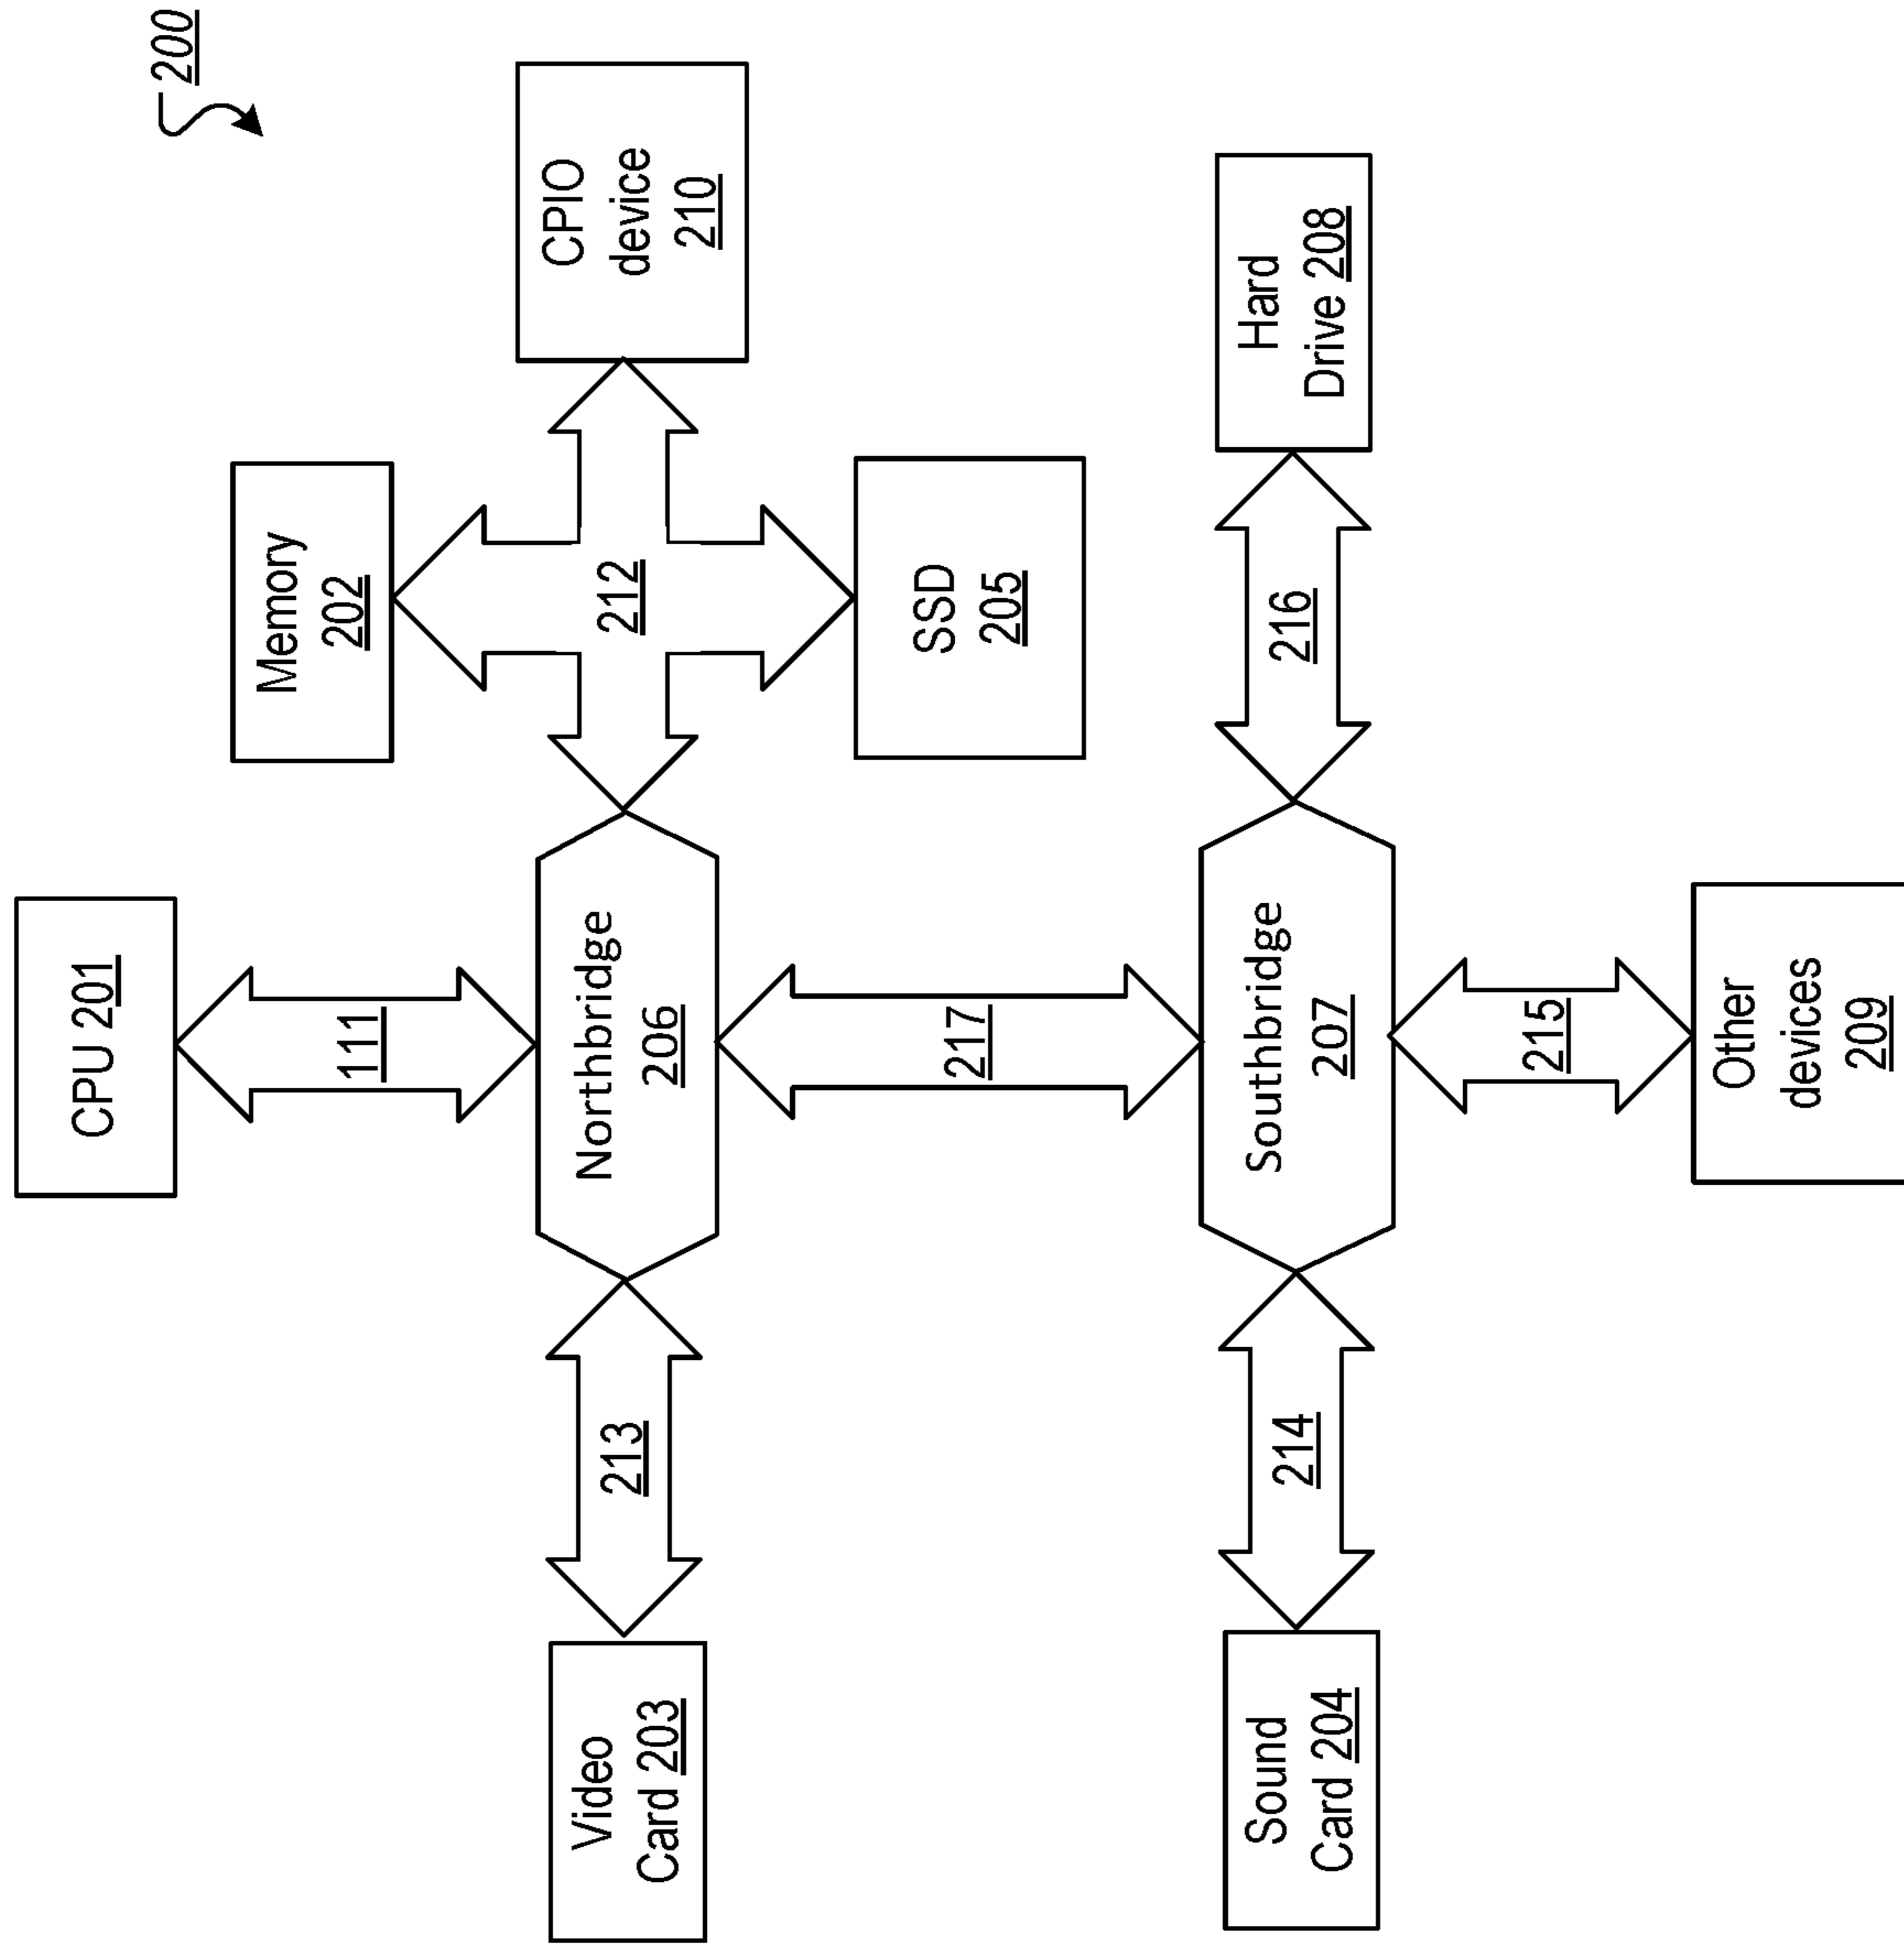 CPU 201
200
Memory
202
111
Video
Card 203
213
Northbridge
206
212
CPIO
device
210
217
SSD
205
Sound
Card 204
214
Southbridge
207
216
Hard
Drive 208
215
Other
devices
209